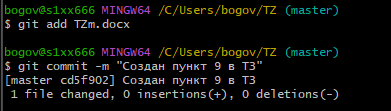 bogov@s1xx666 MINGW64 /C/Users/bogov/TZ (master)
$ git add TZm.docx

bogov@s1xx666 MINGW64 /C/Users/bogov/TZ (master)
$ git commit -m "Создан пункт 9 в ТЗ"
[master cd5f902] Создан пункт 9 в ТЗ
 1 file changed, 0 insertions(+), 0 deletions(-)